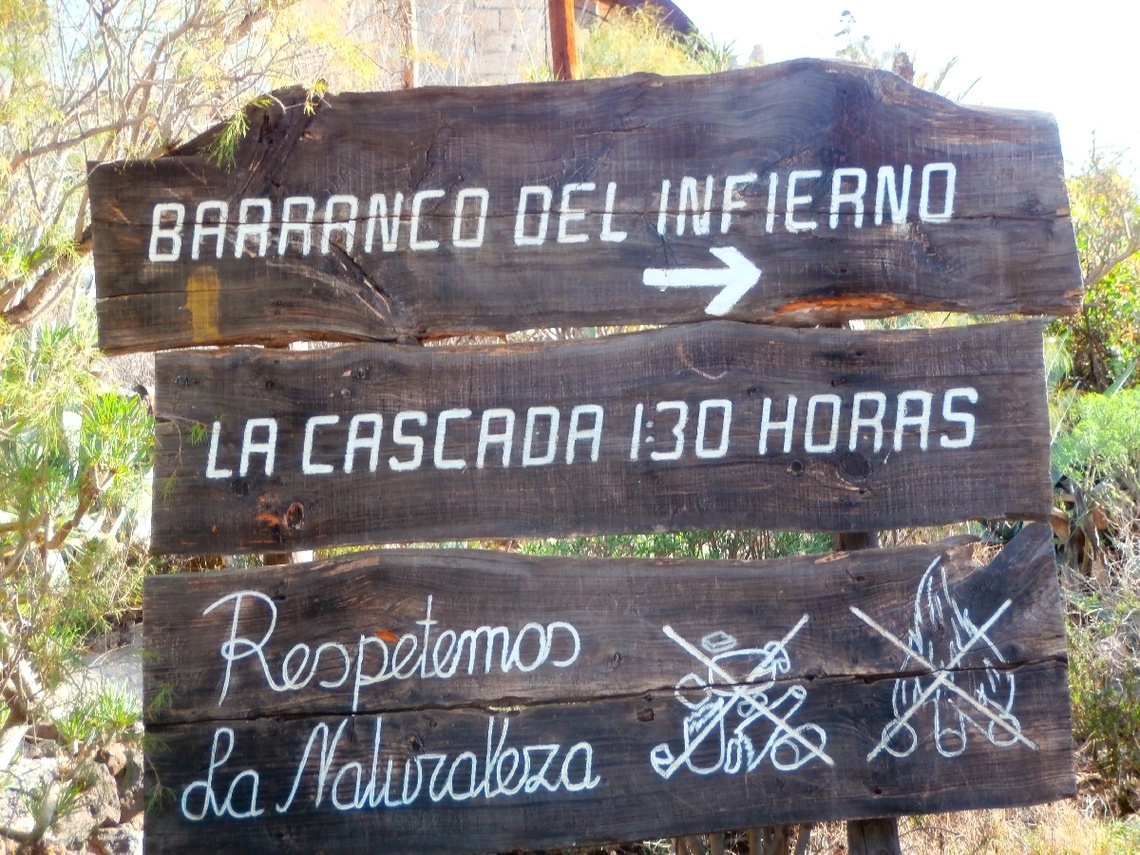 BARRANCO DEL INFIERNO
LA CASCADA 1:30 HORAS
Respetemos
La Naturaleza